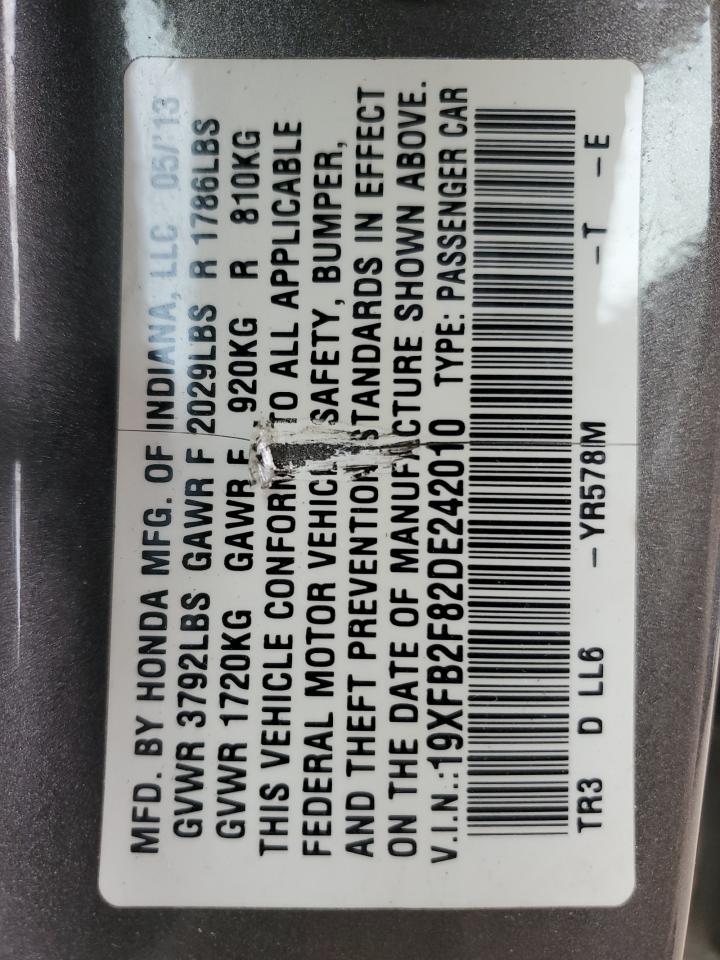 MFD. BY HONDA MFG. OF INDIANA, LLC 05/'13
GVWR 3792LBS GAWR F 2029LBS R 1786LBS
GVWR 1720KG GAWR F 920KG R 810KG
THIS VEHICLE CONFORM TO ALL APPLICABLE
FEDERAL MOTOR VEHICL SAFETY, BUMPER,
AND THEFT PREVENTION STANDARDS IN EFFECT
ON THE DATE OF MANUFACTURE SHOWN ABOVE.
V.I.N.:19XFB2F82DE242010 TYPE: PASSENGER CAR
TR3 D LL6 – YR578M –T –E